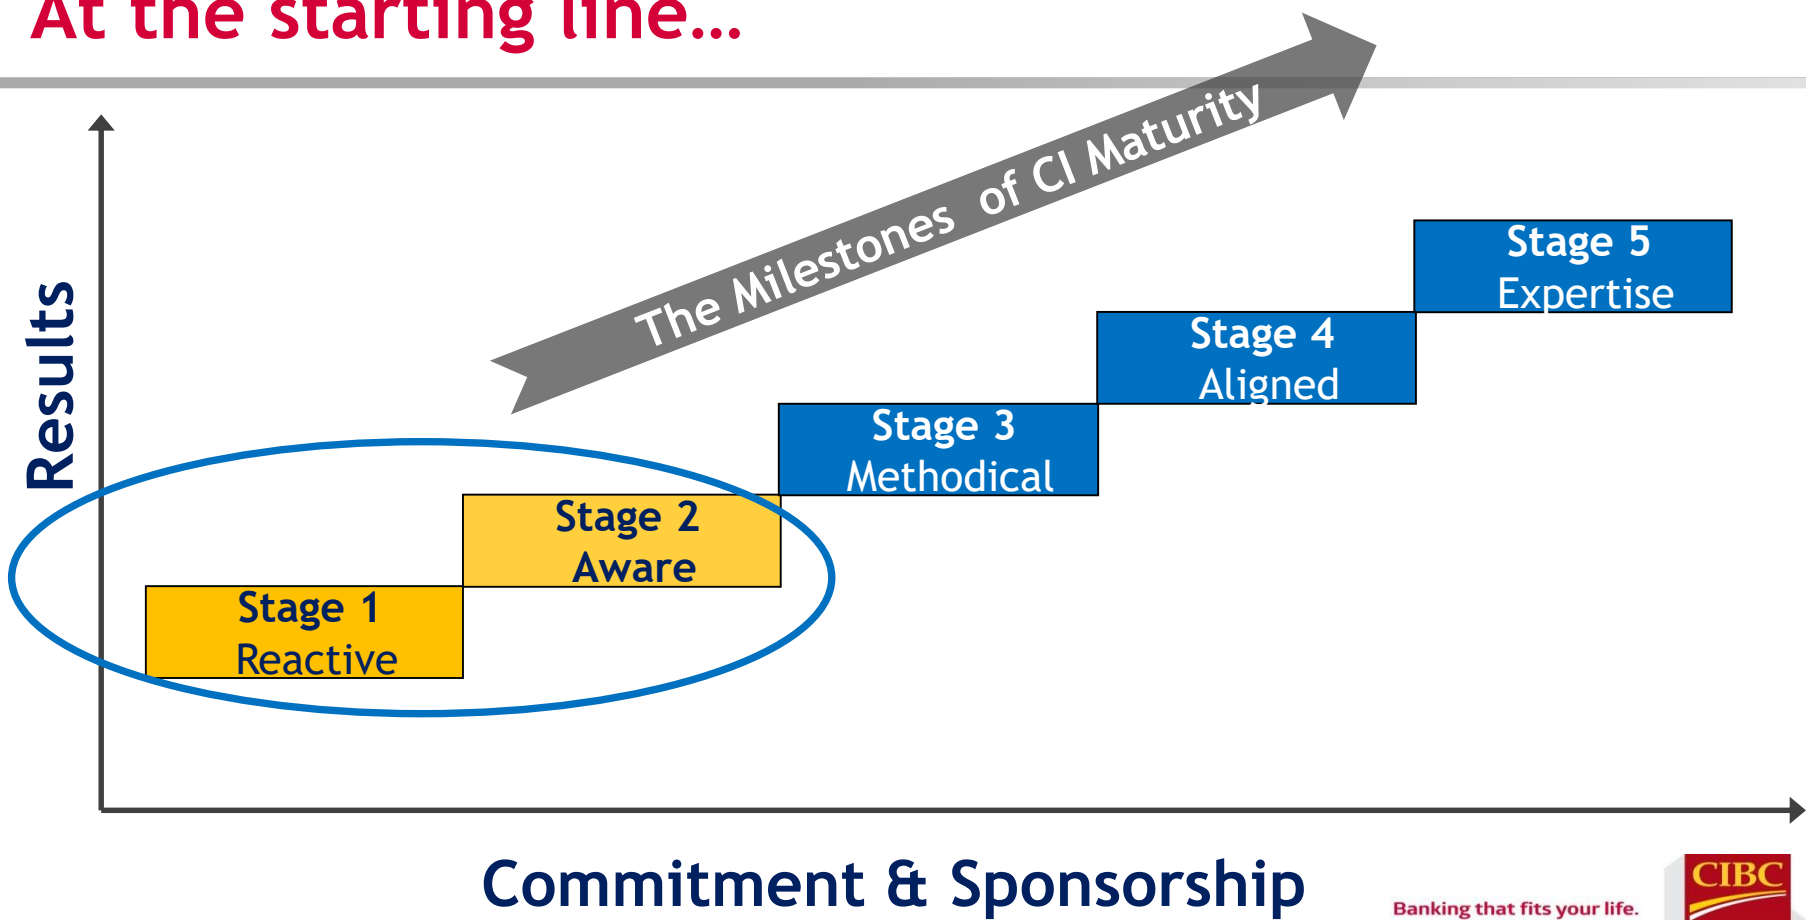 At the starting line…
The Milestones of CI Maturity
Results
Stage 5
Expertise
Stage 4
Aligned
Stage 3
Methodical
Stage 2
Aware
Stage 1
Reactive
Commitment & Sponsorship
Banking that fits your life.
CIBC